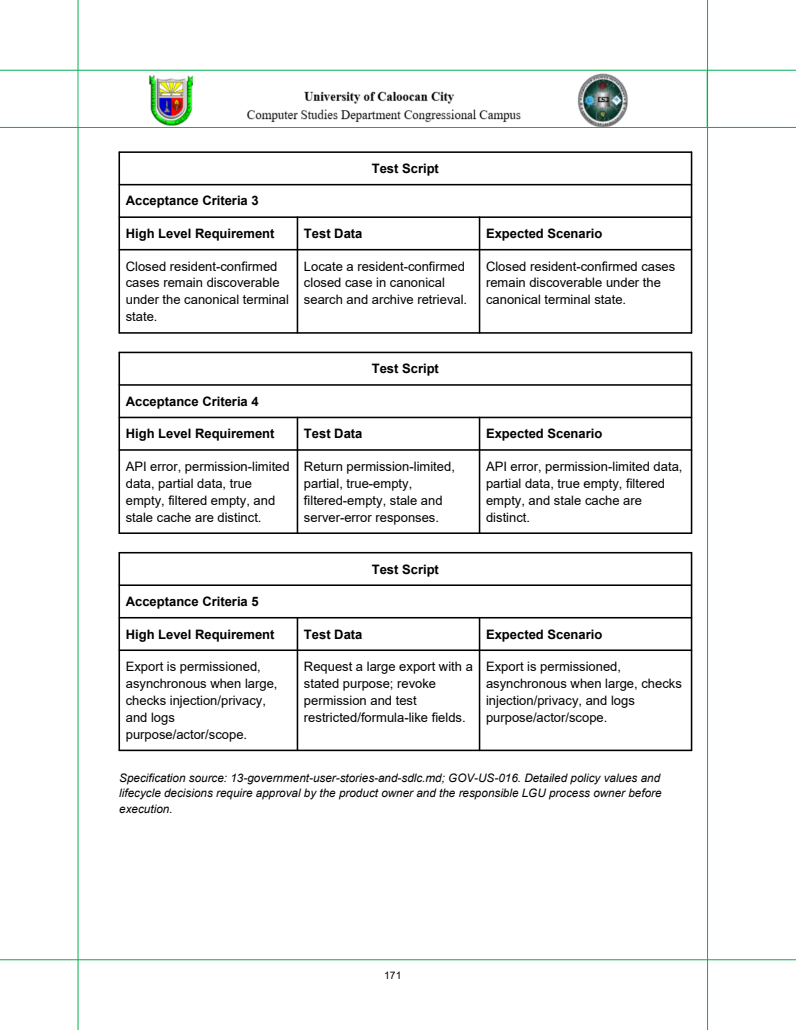 University of Caloocan City
Computer Studies Department Congressional Campus
Test Script
Acceptance Criteria 3
High Level Requirement
Test Data
Expected Scenario
Closed resident-confirmed
cases remain discoverable
under the canonical terminal
state.
Locate a resident-confirmed
closed case in canonical
search and archive retrieval.
Closed resident-confirmed cases
remain discoverable under the
canonical terminal state.
Test Script
Acceptance Criteria 4
High Level Requirement
Test Data
Expected Scenario
API error, permission-limited
data, partial data, true
empty, filtered empty, and
stale cache are distinct.
Return permission-limited,
partial, true-empty,
filtered-empty, stale and
server-error responses.
API error, permission-limited data,
partial data, true empty, filtered
empty, and stale cache are
distinct.
Test Script
Acceptance Criteria 5
High Level Requirement
Test Data
Expected Scenario
Export is permissioned,
asynchronous when large,
checks injection/privacy,
and logs
purpose/actor/scope.
Request a large export with a
stated purpose; revoke
permission and test
restricted/formula-like fields.
Export is permissioned,
asynchronous when large, checks
injection/privacy, and logs
purpose/actor/scope.
Specification source: 13-government-user-stories-and-sdlc.md; GOV-US-016. Detailed policy values and
lifecycle decisions require approval by the product owner and the responsible LGU process owner before
execution.
171